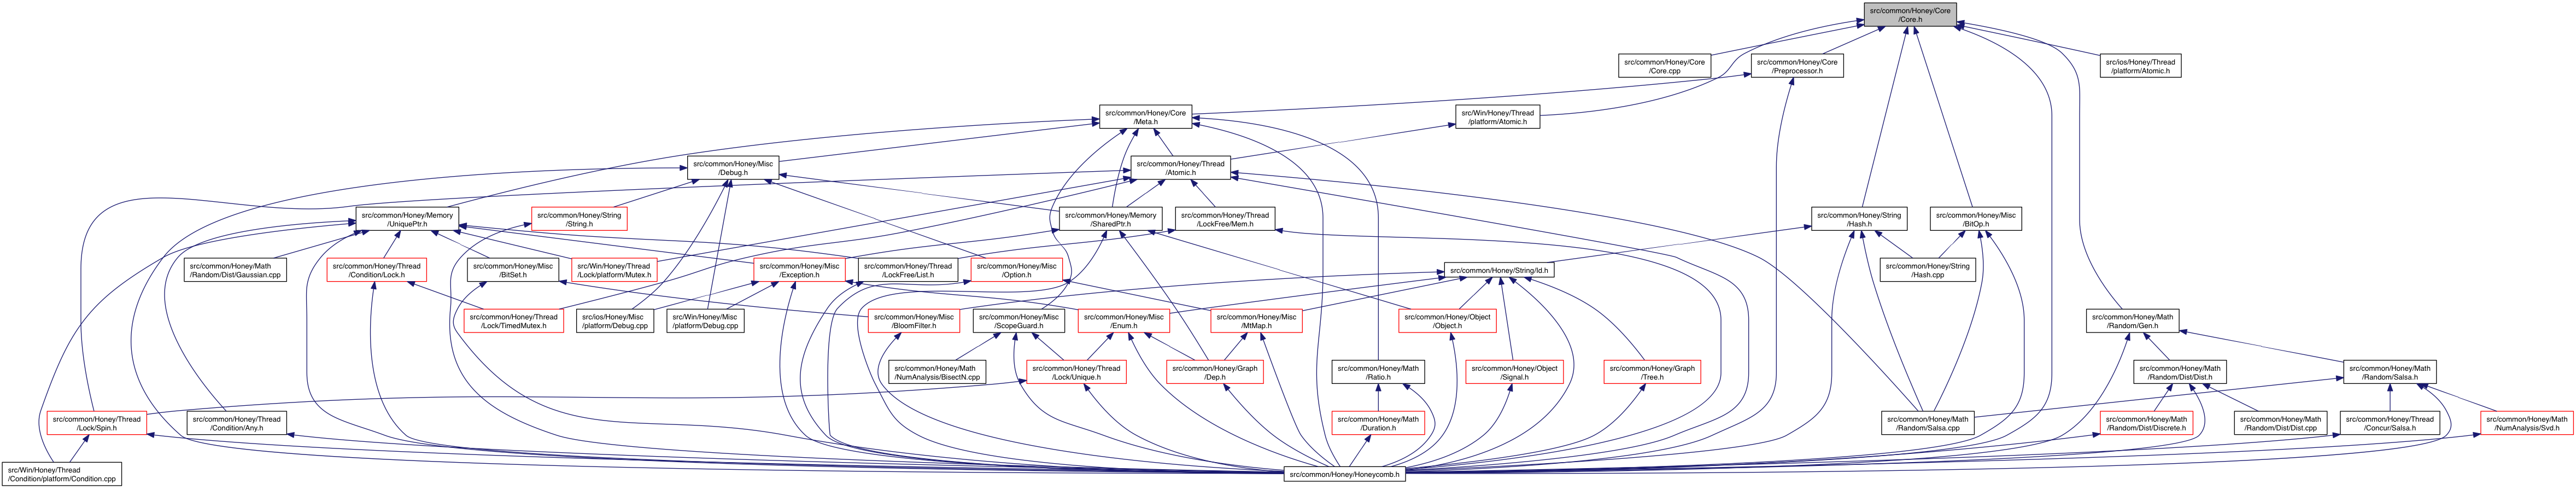 src/common/Honey/Core
/Core.h
src/common/Honey/Core
/Core.cpp
src/common/Honey/Core
/Preprocessor.h
src/ios/Honey/Thread
/platform/Atomic.h
src/common/Honey/Core
/Meta.h
src/Win/Honey/Thread
/platform/Atomic.h
src/common/Honey/Misc
/Debug.h
src/common/Honey/Thread
/Atomic.h
src/common/Honey/Memory
/UniquePtr.h
src/common/Honey/String
/String.h
src/common/Honey/Memory
/SharedPtr.h
src/common/Honey/Thread
/LockFree/Mem.h
src/common/Honey/String
/Hash.h
src/common/Honey/Misc
/BitOp.h
src/common/Honey/Math
/Random/Dist/Gaussian.cpp
src/common/Honey/Thread
/Condition/Lock.h
src/common/Honey/Misc
/BitSet.h
src/Win/Honey/Thread
/Lock/platform/Mutex.h
src/common/Honey/Misc
/Exception.h
src/common/Honey/Thread
/LockFree/List.h
src/common/Honey/Misc
/Option.h
src/common/Honey/String/Id.h
src/common/Honey/String
/Hash.cpp
src/common/Honey/Thread
/Lock/TimedMutex.h
src/ios/Honey/Misc
/platform/Debug.cpp
src/Win/Honey/Misc
/platform/Debug.cpp
src/common/Honey/Misc
/BloomFilter.h
src/common/Honey/Misc
/ScopeGuard.h
src/common/Honey/Misc
/Enum.h
src/common/Honey/Misc
/MtMap.h
src/common/Honey/Object
/Object.h
src/common/Honey/Math
/Random/Gen.h
src/common/Honey/Math
/NumAnalysis/BisectN.cpp
src/common/Honey/Thread
/Lock/Unique.h
src/common/Honey/Graph
/Dep.h
src/common/Honey/Math
/Ratio.h
src/common/Honey/Object
/Signal.h
src/common/Honey/Graph
/Tree.h
src/common/Honey/Math
/Random/Dist/Dist.h
src/common/Honey/Math
/Random/Salsa.h
src/common/Honey/Thread
/Lock/Spin.h
src/common/Honey/Thread
/Condition/Any.h
src/common/Honey/Math
/Duration.h
src/common/Honey/Math
/Random/Salsa.cpp
src/common/Honey/Math
/Random/Dist/Discrete.h
src/common/Honey/Math
/Random/Dist/Dist.cpp
src/common/Honey/Thread
/Concur/Salsa.h
src/common/Honey/Math
/NumAnalysis/Svd.h
src/Win/Honey/Thread
/Condition/platform/Condition.cpp
src/common/Honey/Honeycomb.h